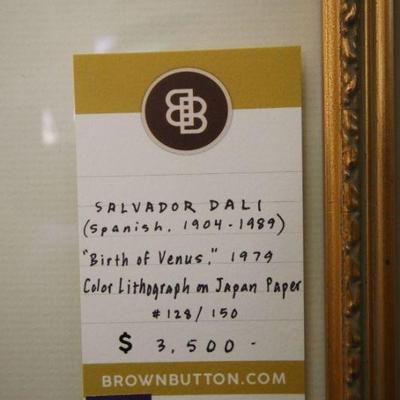 BB
SALVADOR DALI
(Spanish, 1904-1989)
"Birth of Venus," 1979
Color Lithograph on Japan Paper
#128/150
$ 3,500-
BROWNBUTTON.COM